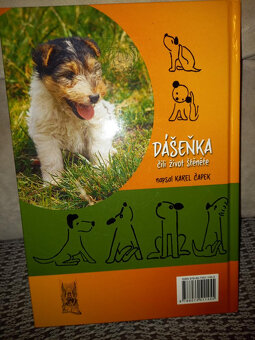 DÁŠEŇKA
čili život štěněte
napsal KAREL ČAPEK